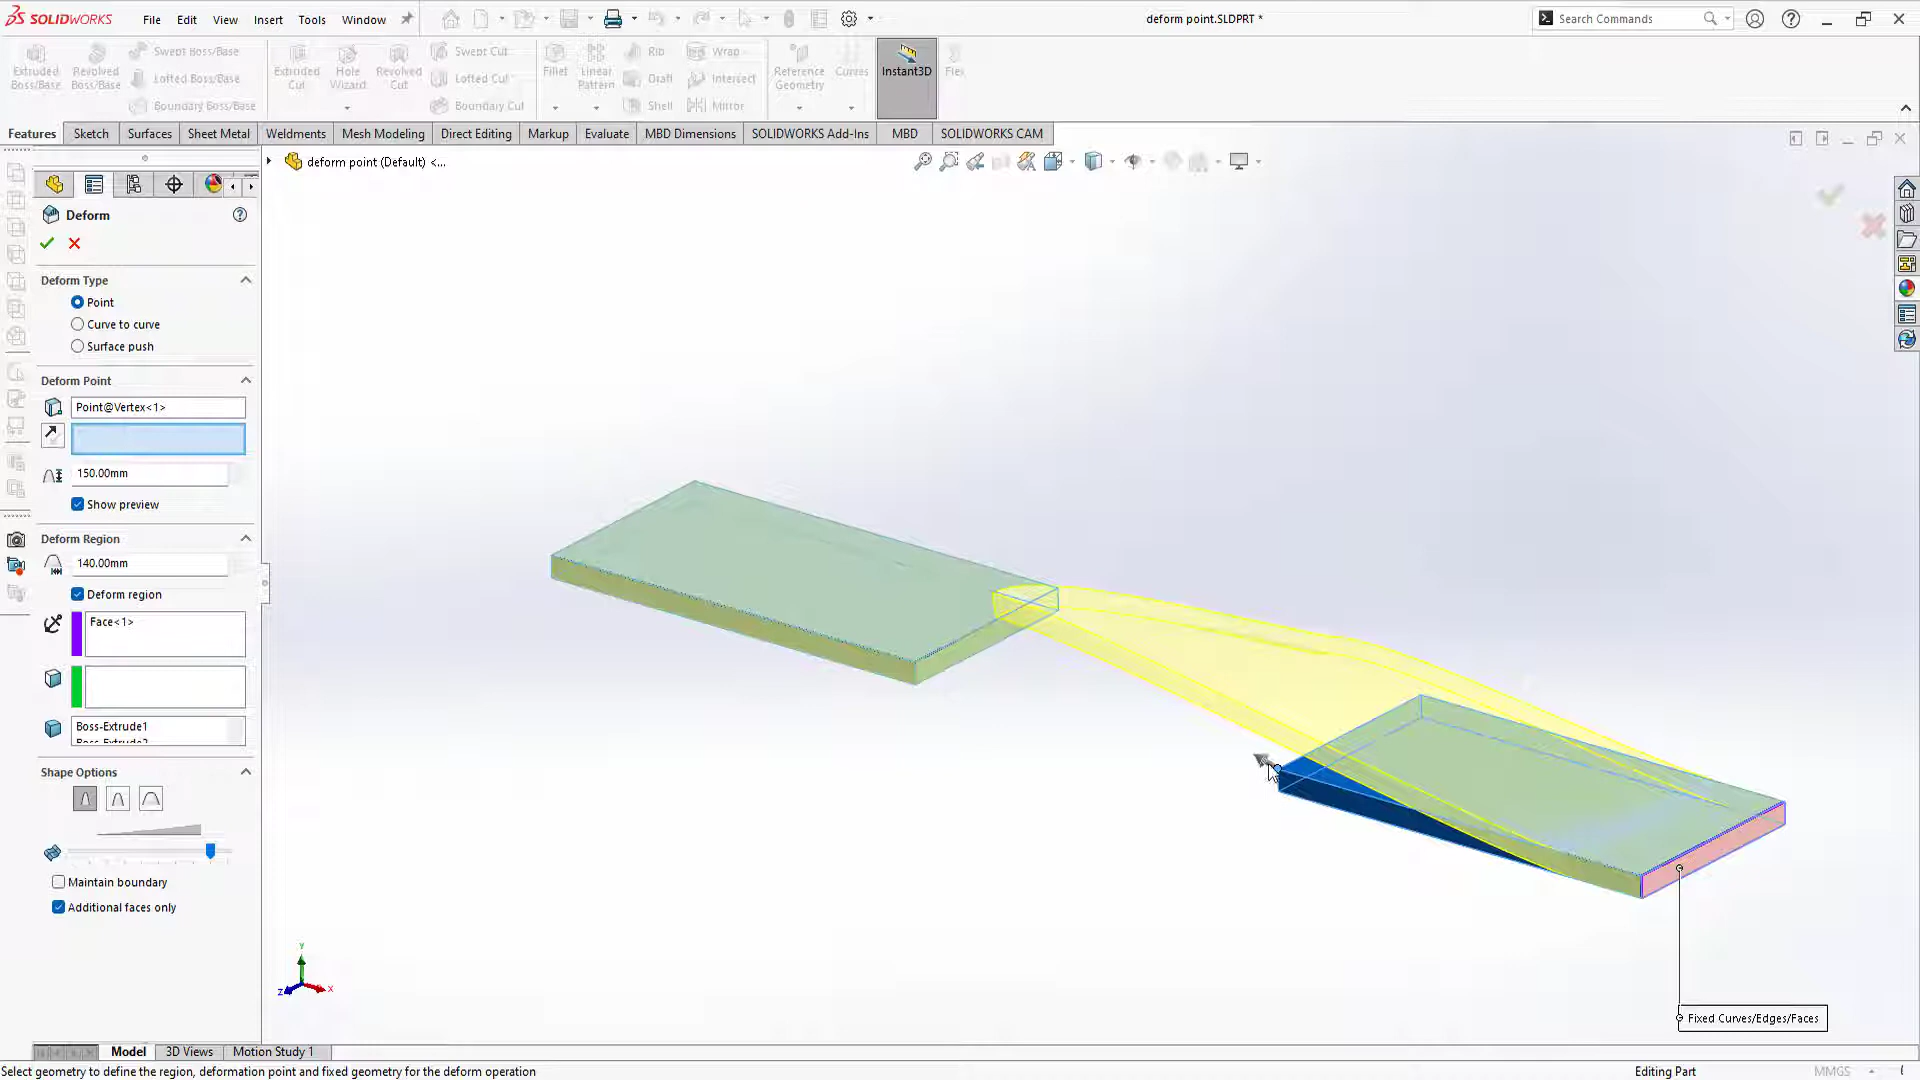 SOLIDWORKS File Edit View Insert Tools Window deform point.SLDPRT * Search Commands
Extruded Boss/Base Revolved Boss/Base Swept Boss/Base Lofted Boss/Base Boundary Boss/Base Extruded Cut Hole Wizard Revolved Cut Swept Cut Lofted Cut Boundary Cut Fillet Linear Pattern Rib Draft Shell Wrap Intersect Mirror Reference Geometry Curves Instant3D Flex
Features Sketch Surfaces Sheet Metal Weldments Mesh Modeling Direct Editing Markup Evaluate MBD Dimensions SOLIDWORKS Add-Ins MBD SOLIDWORKS CAM
deform point (Default) <...
Deform
Deform Type
Point
Curve to curve
Surface push
Deform Point
Point@Vertex<1>
150.00mm
Show preview
Deform Region
140.00mm
Deform region
Face<1>
Boss-Extrude1
Boss-Extrude2
Shape Options
Maintain boundary
Additional faces only
Y
Z X
Fixed Curves/Edges/Faces
Model 3D Views Motion Study 1
Select geometry to define the region, deformation point and fixed geometry for the deform operation Editing Part MMGS